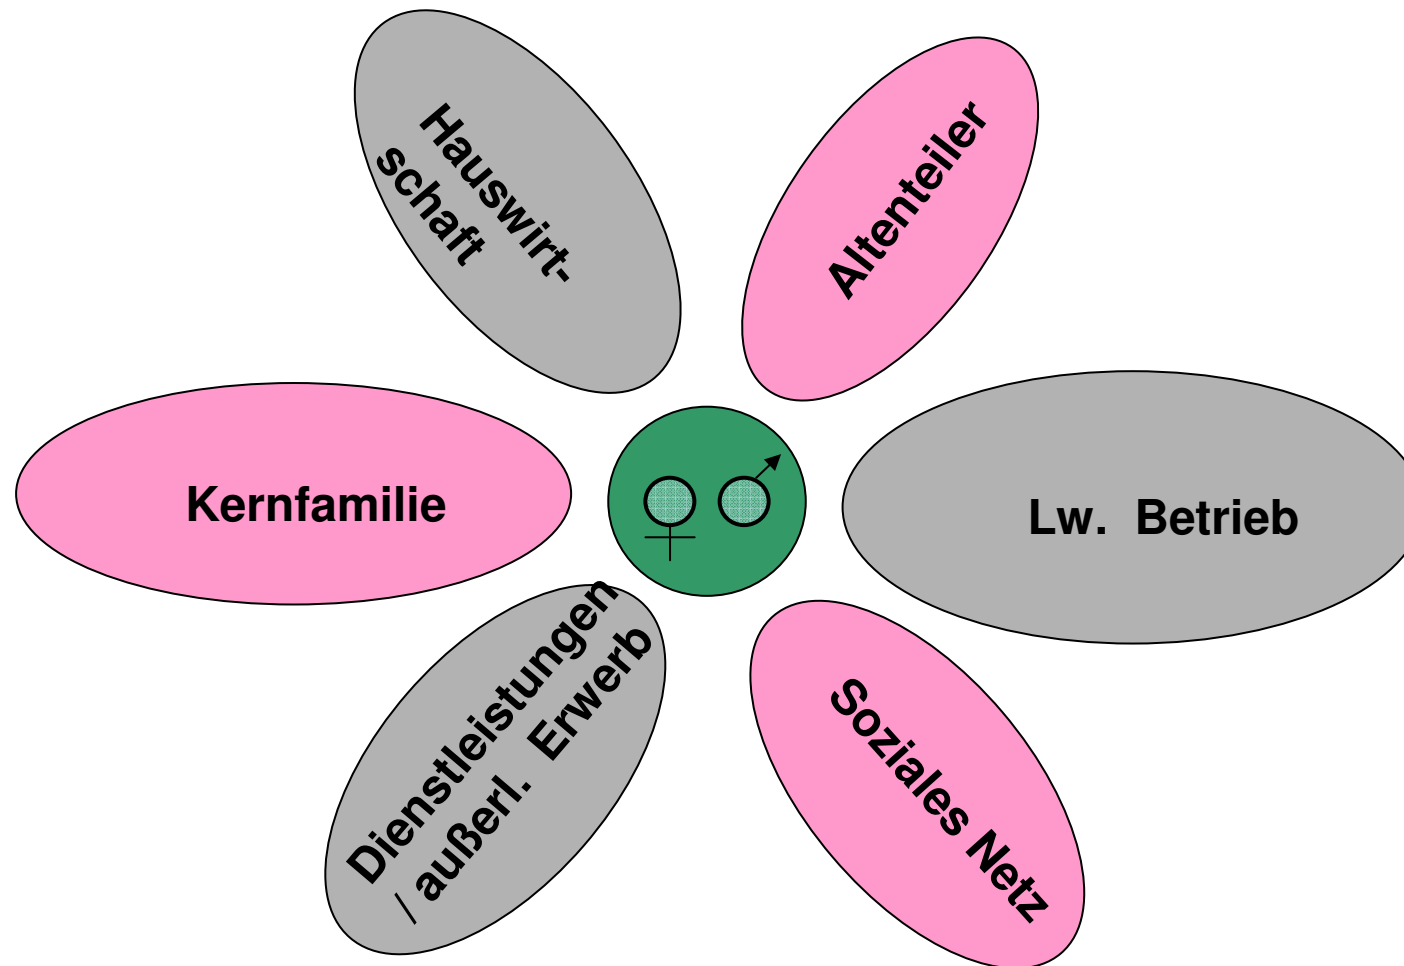 Hauswirt-
schaft
Altenteiler
Kernfamilie
Lw. Betrieb
Dienstleistungen
/ außerl. Erwerb
Soziales Netz